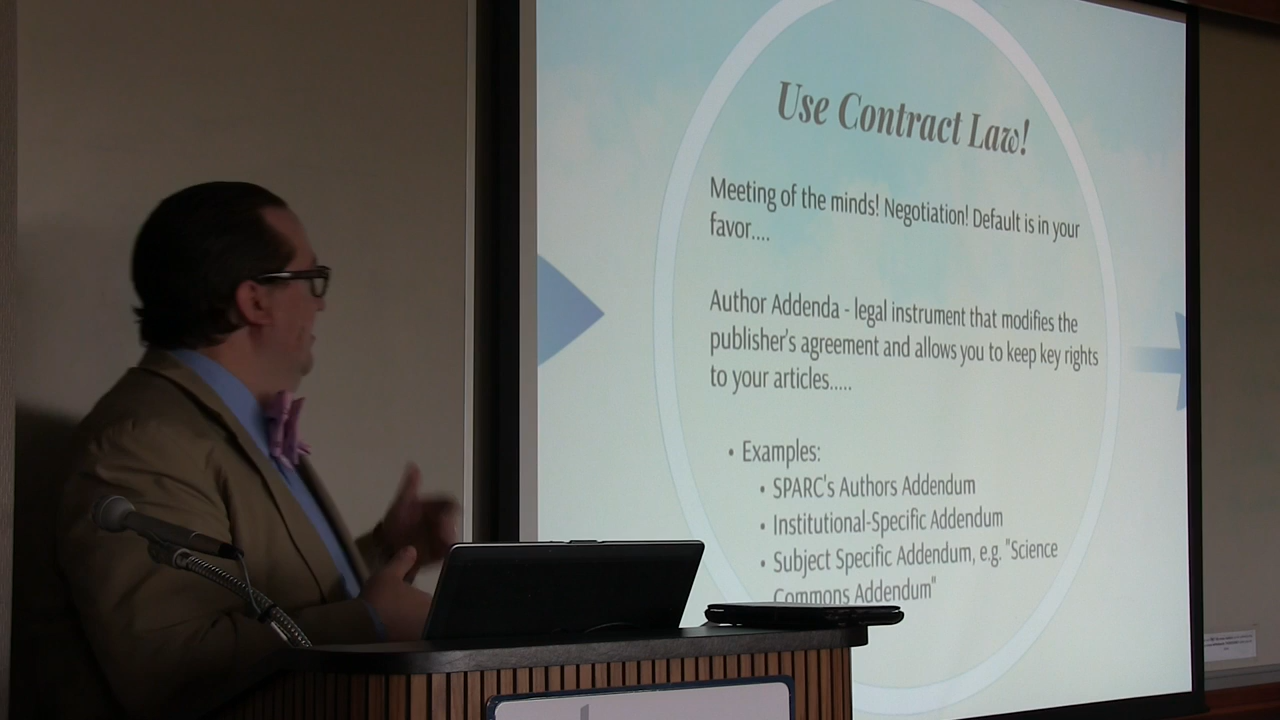 Use Contract Law!
Meeting of the minds! Negotiation! Default is in your
favor....
Author Addenda - legal instrument that modifies the
publisher's agreement and allows you to keep key rights
to your articles.....
• Examples:
• SPARC's Authors Addendum
• Institutional-Specific Addendum
• Subject Specific Addendum, e.g. "Science
Commons Addendum"